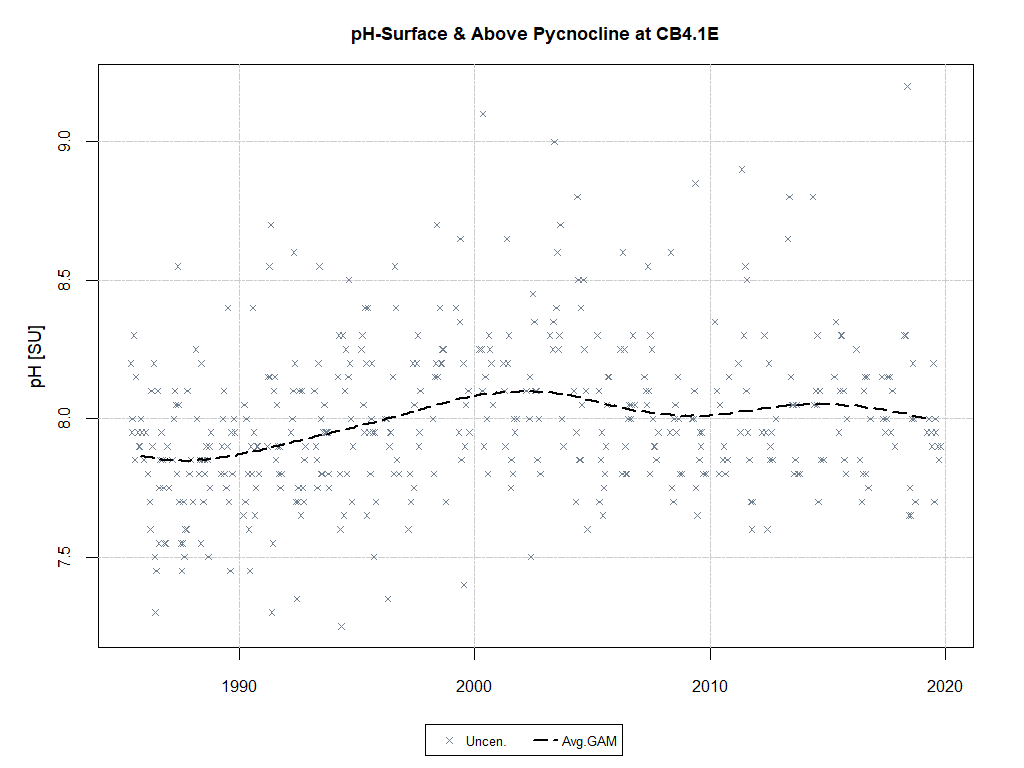 pH-Surface & Above Pycnocline at CB4.1E
9.0
8.5
8.0
7.5
pH [SU]
1990 2000 2010 2020
Uncen. Avg.GAM